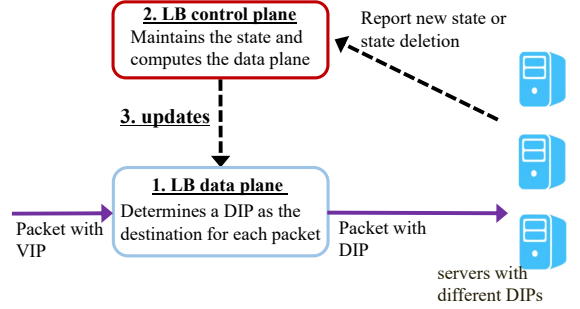 2. LB control plane
Maintains the state and
computes the data plane
Report new state or
state deletion
3. updates
1. LB data plane
Determines a DIP as the
destination for each packet
Packet with
VIP
Packet with
DIP
servers with
different DIPs